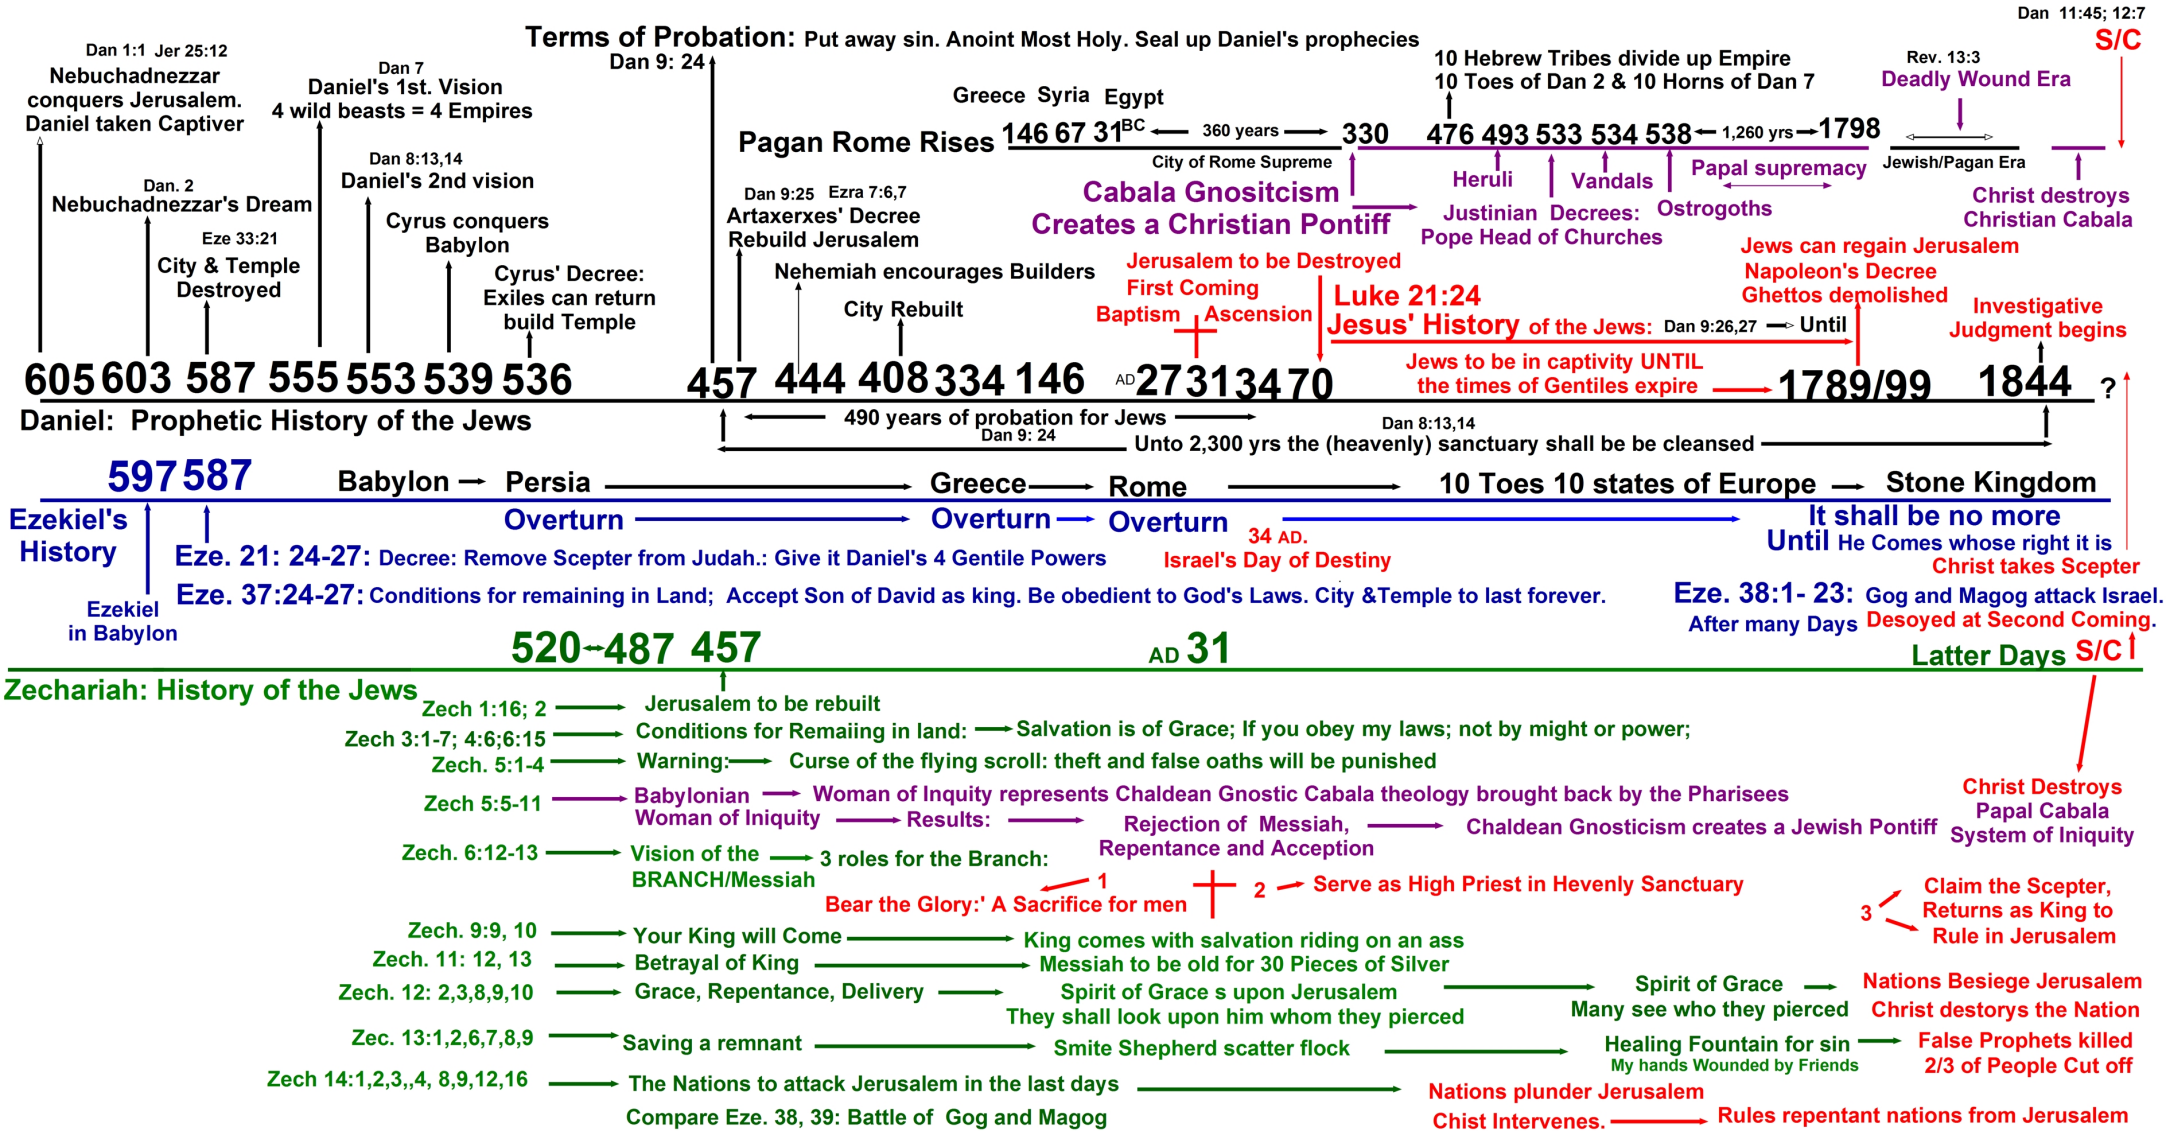 Dan 11:45; 12:7
S/C
Terms of Probation: Put away sin. Anoint Most Holy. Seal up Daniel's prophecies
Dan 9: 24
Dan 1:1 Jer 25:12
Nebuchadnezzar
conquers Jerusalem.
Daniel taken Captiver
Dan 7
Daniel's 1st. Vision
4 wild beasts = 4 Empires
Dan. 2
Nebuchadnezzar's Dream
Eze 33:21
City & Temple
Destroyed
Dan 8:13,14
Daniel's 2nd vision
Cyrus conquers
Babylon
Cyrus' Decree:
Exiles can return
build Temple
Dan 9:25 Ezra 7:6,7
Artaxerxes' Decree
Rebuild Jerusalem
Nehemiah encourages Builders
City Rebuilt
Greece Syria Egypt
Pagan Rome Rises 146 67 31BC 360 years 330 476 493 533 534 538 1,260 yrs 1798
City of Rome Supreme
10 Hebrew Tribes divide up Empire
10 Toes of Dan 2 & 10 Horns of Dan 7
Rev. 13:3
Deadly Wound Era
Jewish/Pagan Era
Cabala Gnositcism
Creates a Christian Pontiff
Heruli
Vandals
Papal supremacy
Justinian Decrees:
Pope Head of Churches
Ostrogoths
Christ destroys
Christian Cabala
Jerusalem to be Destroyed
First Coming
Baptism Ascension
Luke 21:24
Jesus' History of the Jews: Dan 9:26,27 Until
Jews to be in captivity UNTIL
the times of Gentiles expire
Jews can regain Jerusalem
Napoleon's Decree
Ghettos demolished
Investigative
Judgment begins
605 603 587 555 553 539 536 457 444 408 334 146 AD 27 31 34 70 1789/99 1844 ?
Daniel: Prophetic History of the Jews
490 years of probation for Jews
Dan 9: 24
Dan 8:13,14
Unto 2,300 yrs the (heavenly) sanctuary shall be be cleansed
597 587 Babylon Persia Greece Rome 10 Toes 10 states of Europe Stone Kingdom
Ezekiel's
History
Overturn Overturn Overturn
It shall be no more
Until He Comes whose right it is
34 AD.
Israel's Day of Destiny
Christ takes Scepter
Eze. 21: 24-27: Decree: Remove Scepter from Judah.: Give it Daniel's 4 Gentile Powers
Eze. 37:24-27: Conditions for remaining in Land; Accept Son of David as king. Be obedient to God's Laws. City &Temple to last forever.
Eze. 38:1- 23: Gog and Magog attack Israel.
After many Days Desoyed at Second Coming.
Ezekiel
in Babylon
520 487 457 AD 31 Latter Days S/C
Zechariah: History of the Jews
Zech 1:16; 2 Jerusalem to be rebuilt
Zech 3:1-7; 4:6;6:15 Conditions for Remaiing in land: Salvation is of Grace; If you obey my laws; not by might or power;
Zech. 5:1-4 Warning: Curse of the flying scroll: theft and false oaths will be punished
Zech 5:5-11 Babylonian Woman of Inquity represents Chaldean Gnostic Cabala theology brought back by the Pharisees
Woman of Iniquity Results: Rejection of Messiah, Chaldean Gnosticism creates a Jewish Pontiff
Repentance and Acception
Christ Destroys
Papal Cabala
System of Iniquity
Zech. 6:12-13 Vision of the 3 roles for the Branch:
BRANCH/Messiah
1
Bear the Glory:' A Sacrifice for men
2 Serve as High Priest in Hevenly Sanctuary
3
Claim the Scepter,
Returns as King to
Rule in Jerusalem
Zech. 9:9, 10 Your King will Come King comes with salvation riding on an ass
Zech. 11: 12, 13 Betrayal of King Messiah to be old for 30 Pieces of Silver
Zech. 12: 2,3,8,9,10 Grace, Repentance, Delivery Spirit of Grace s upon Jerusalem
They shall look upon him whom they pierced
Spirit of Grace
Many see who they pierced
Nations Besiege Jerusalem
Christ destorys the Nation
Zec. 13:1,2,6,7,8,9 Saving a remnant Smite Shepherd scatter flock
Healing Fountain for sin
My hands Wounded by Friends
False Prophets killed
2/3 of People Cut off
Zech 14:1,2,3,,4, 8,9,12,16 The Nations to attack Jerusalem in the last days Nations plunder Jerusalem
Compare Eze. 38, 39: Battle of Gog and Magog
Chist Intervenes. Rules repentant nations from Jerusalem